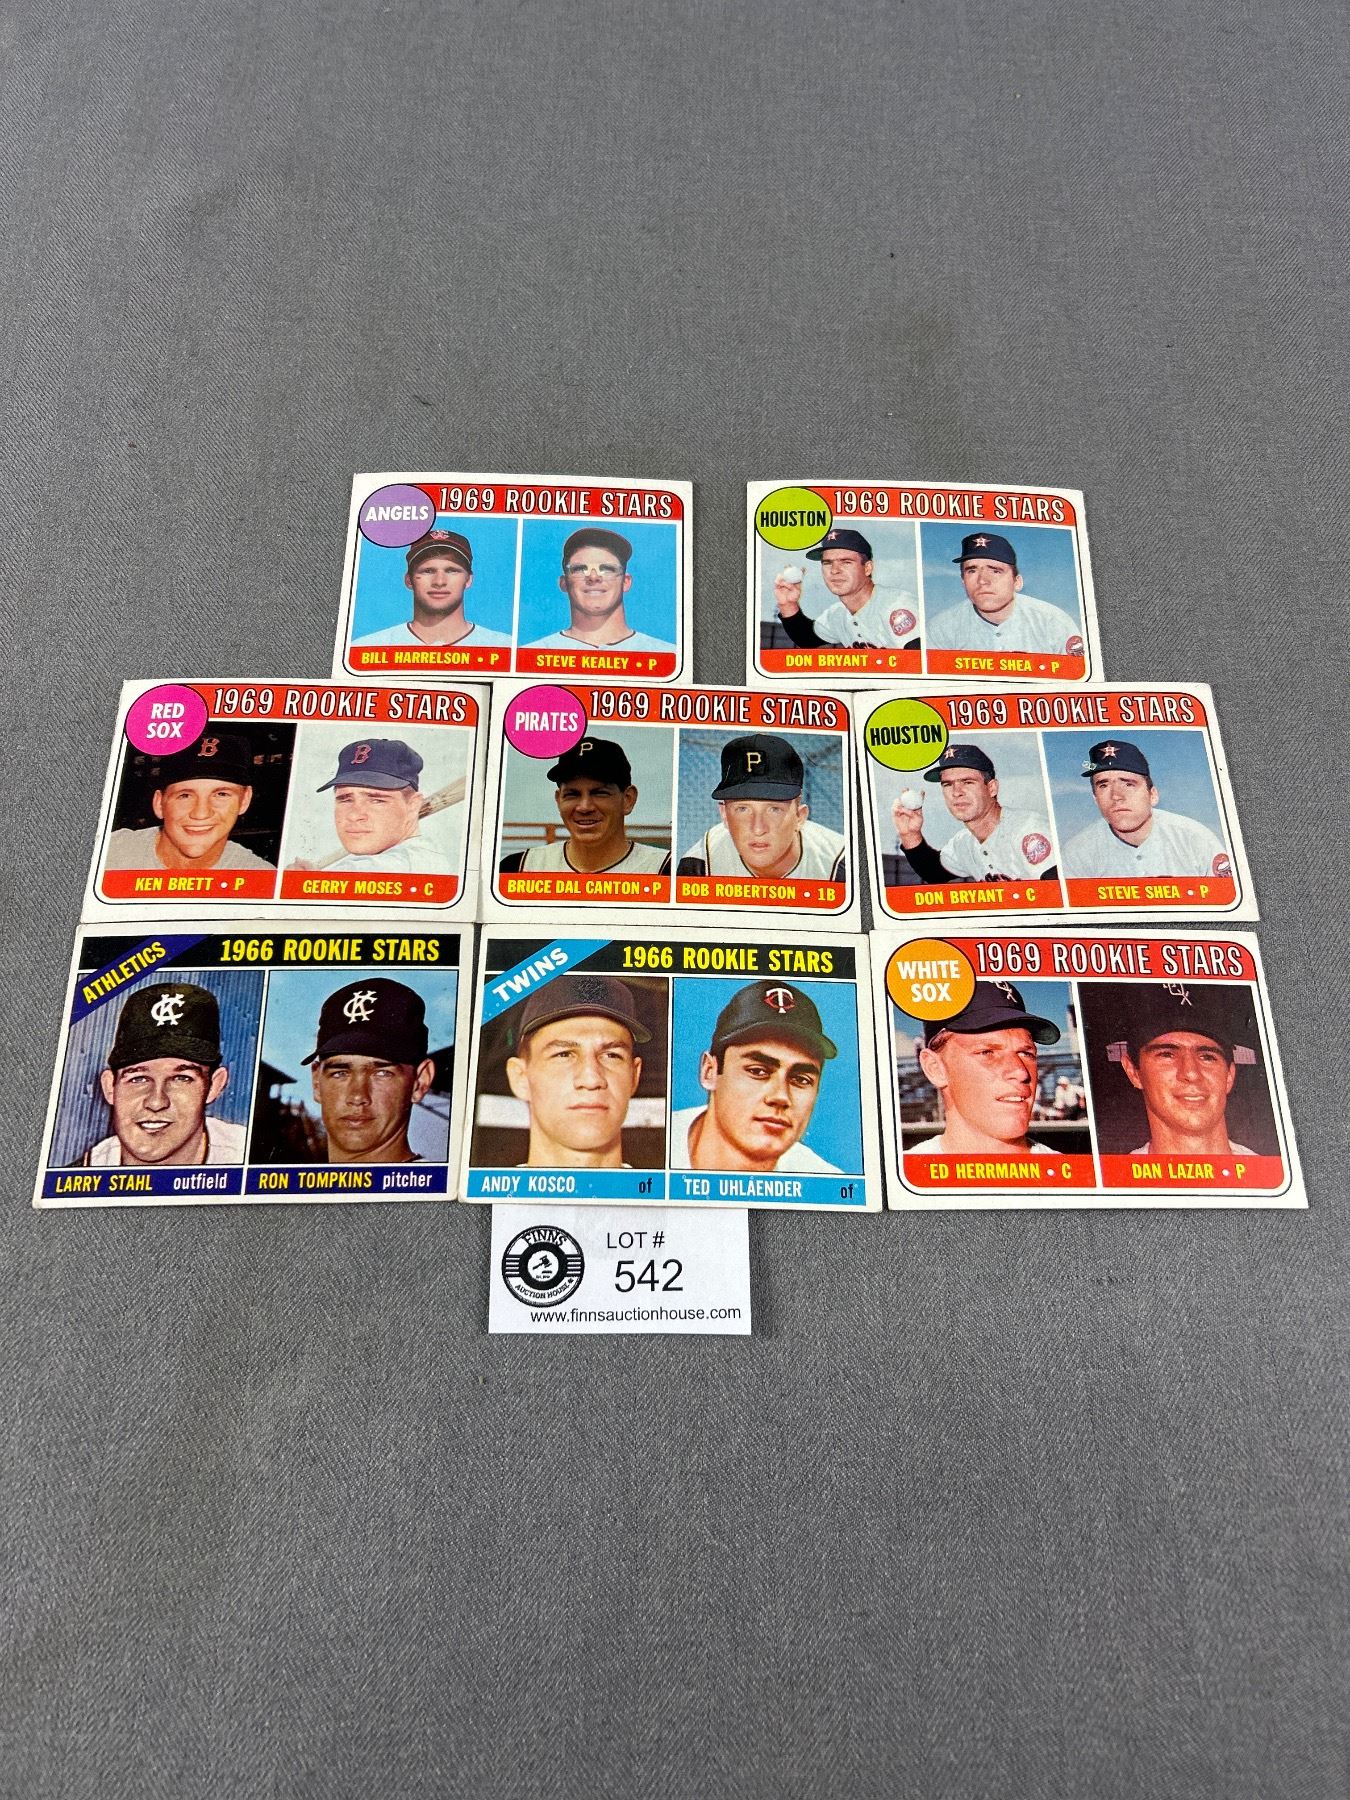 ANGELS
1969 ROOKIE STARS
BILL HARRELSON • P
STEVE KEALEY • P
HOUSTON
1969 ROOKIE STARS
DON BRYANT • C
STEVE SHEA • P
RED
SOX
1969 ROOKIE STARS
B
B
KEN BRETT • P
GERRY MOSES • C
PIRATES
1969 ROOKIE STARS
P
P
BRUCE DAL CANTON • P
BOB ROBERTSON • 1B
HOUSTON
1969 ROOKIE STARS
DON BRYANT • C
STEVE SHEA • P
ATHLETICS
1966 ROOKIE STARS
KC
KC
LARRY STAHL outfield
RON TOMPKINS pitcher
TWINS
1966 ROOKIE STARS
TC
ANDY KOSCO of
TED UHLAENDER of
WHITE
SOX
1969 ROOKIE STARS
ED HERRMANN • C
DAN LAZAR • P
FINNS
AUCTION HOUSE
LOT #
542
www.finnsauctionhouse.com